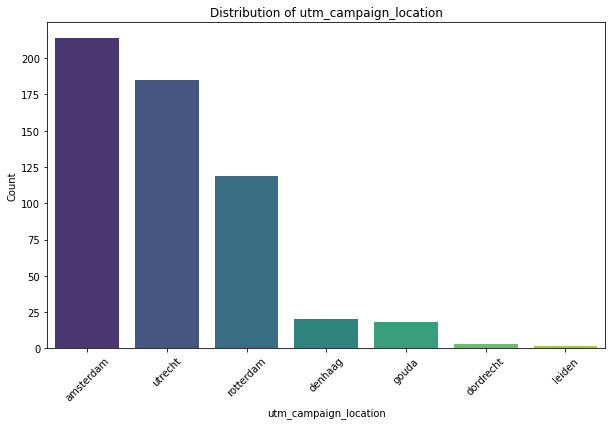 Distribution of utm_campaign_location
200
175
150
125
100
75
50
25
0
Count
amsterdam
utrecht
rotterdam
denhaag
gouda
dordrecht
leiden
utm_campaign_location